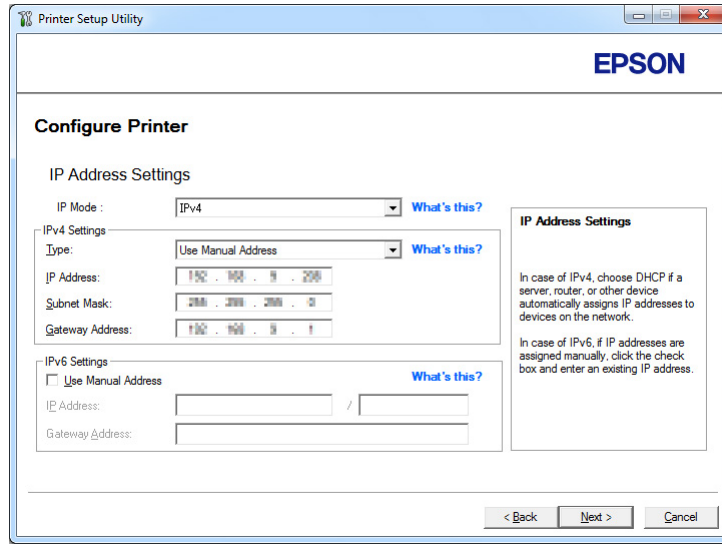 Printer Setup Utility
EPSON
Configure Printer
IP Address Settings
IP Mode : IPv4 What's this?
IPv4 Settings
Type: Use Manual Address What's this?
IP Address:
Subnet Mask:
Gateway Address:
IPv6 Settings
Use Manual Address What's this?
IP Address: /
Gateway Address:
IP Address Settings
In case of IPv4, choose DHCP if a
server, router, or other device
automatically assigns IP addresses to
devices on the network.
In case of IPv6, if IP addresses are
assigned manually, click the check
box and enter an existing IP address.
< Back Next > Cancel